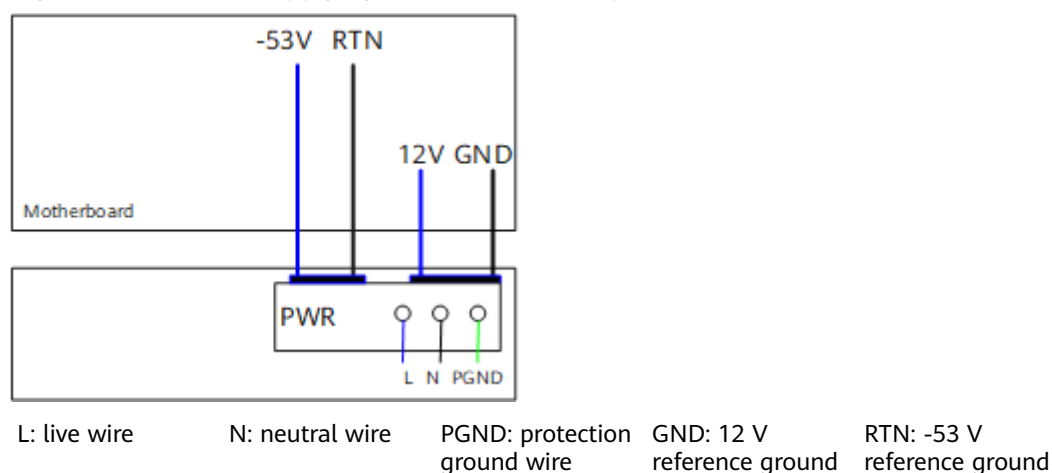 -53V RTN
12V GND
Motherboard
PWR
L N PGND
L: live wire N: neutral wire PGND: protection ground wire GND: 12 V reference ground RTN: -53 V reference ground